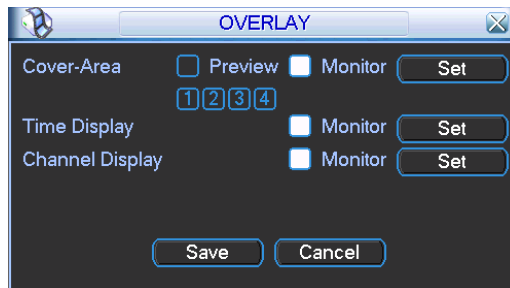 OVERLAY
Cover-Area Preview Monitor Set
1 2 3 4
Time Display Monitor Set
Channel Display Monitor Set
Save Cancel